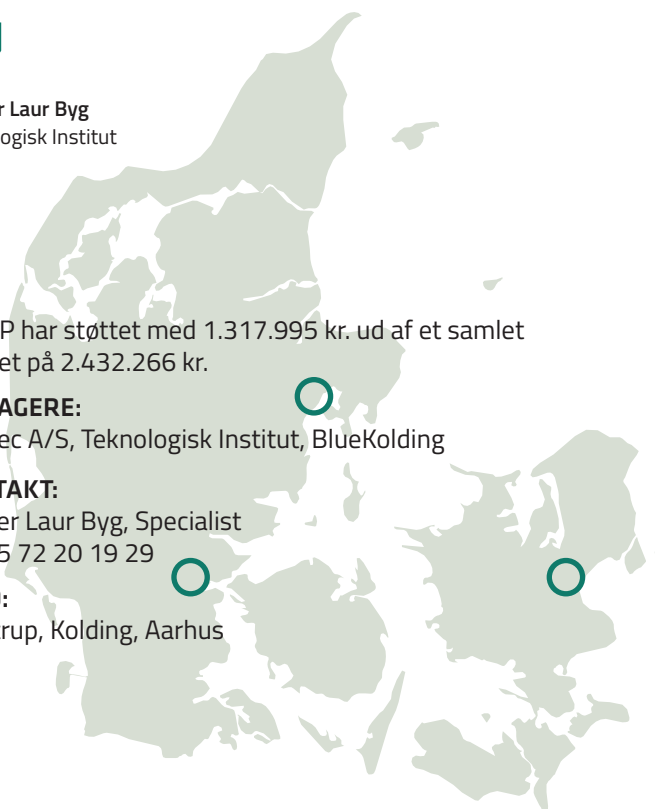 r Laur Byg
ogisk Institut
P har støttet med 1.317.995 kr. ud af et samlet
et på 2.432.266 kr.
AGERE:
ec A/S, Teknologisk Institut, BlueKolding
TAKT:
er Laur Byg, Specialist
5 72 20 19 29
:
rup, Kolding, Aarhus